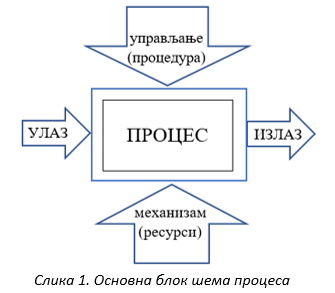 управљање
(процедура)
УЛАЗ
ПРОЦЕС
ИЗЛАЗ
механизам
(ресурси)
Слика 1. Основна блок шема процеса